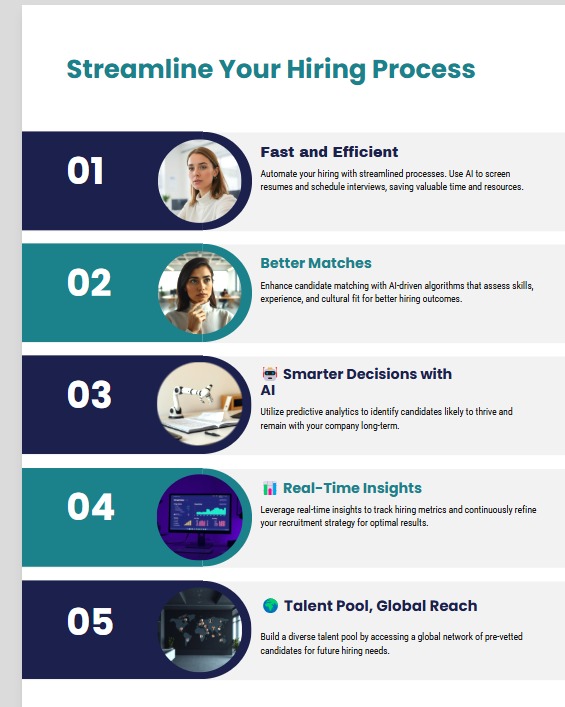 Streamline Your Hiring Process
01
Fast and Efficient
Automate your hiring with streamlined processes. Use AI to screen
resumes and schedule interviews, saving valuable time and resources.
02
Better Matches
Enhance candidate matching with AI-driven algorithms that assess skills,
experience, and cultural fit for better hiring outcomes.
03
🤖 Smarter Decisions with
AI
Utilize predictive analytics to identify candidates likely to thrive and
remain with your company long-term.
04
📊 Real-Time Insights
Leverage real-time insights to track hiring metrics and continuously refine
your recruitment strategy for optimal results.
05
🌍 Talent Pool, Global Reach
Build a diverse talent pool by accessing a global network of pre-vetted
candidates for future hiring needs.